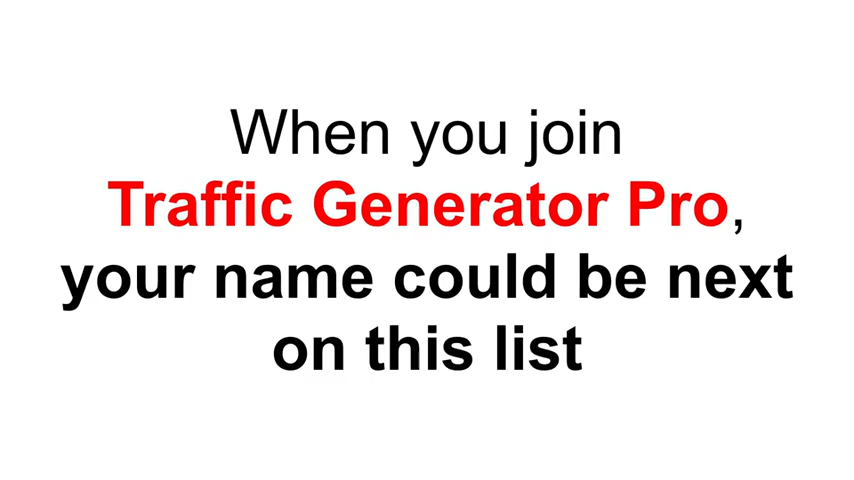 When you join
Traffic Generator Pro,
your name could be next
on this list